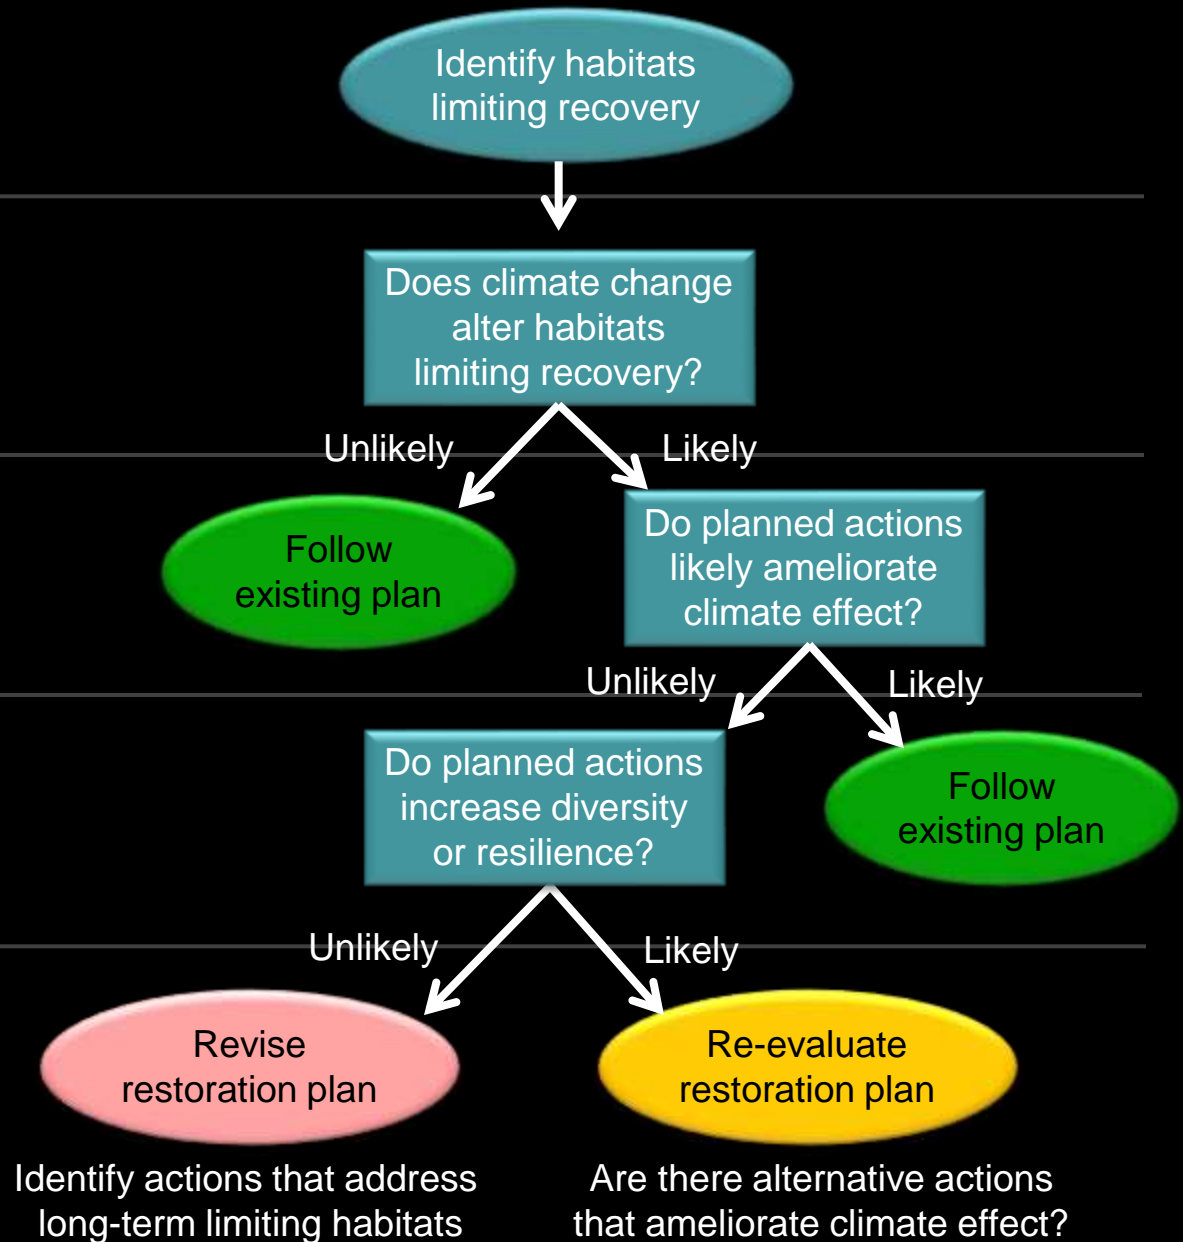 Identify habitats
limiting recovery
Does climate change
alter habitats
limiting recovery?
Unlikely
Likely
Follow
existing plan
Do planned actions
likely ameliorate
climate effect?
Unlikely
Likely
Do planned actions
increase diversity
or resilience?
Follow
existing plan
Unlikely
Likely
Revise
restoration plan
Re-evaluate
restoration plan
Identify actions that address
long-term limiting habitats
Are there alternative actions
that ameliorate climate effect?